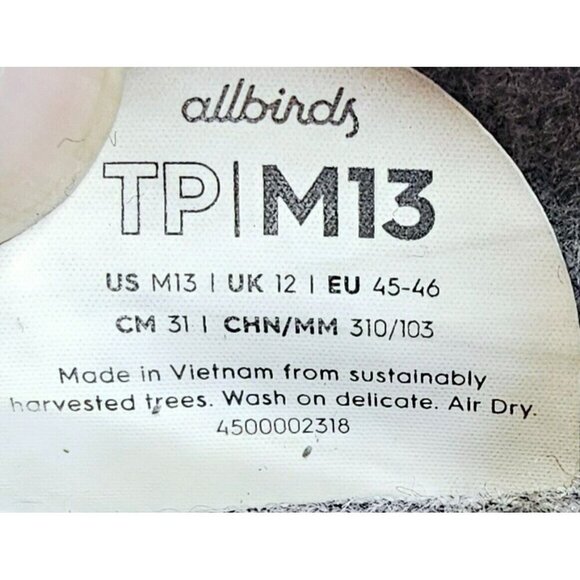 allbirds
TP|M13
US M13 | UK 12 | EU 45-46
CM 31 | CHN/MM 310/103
Made in Vietnam from sustainably
harvested trees. Wash on delicate. Air Dry.
4500002318